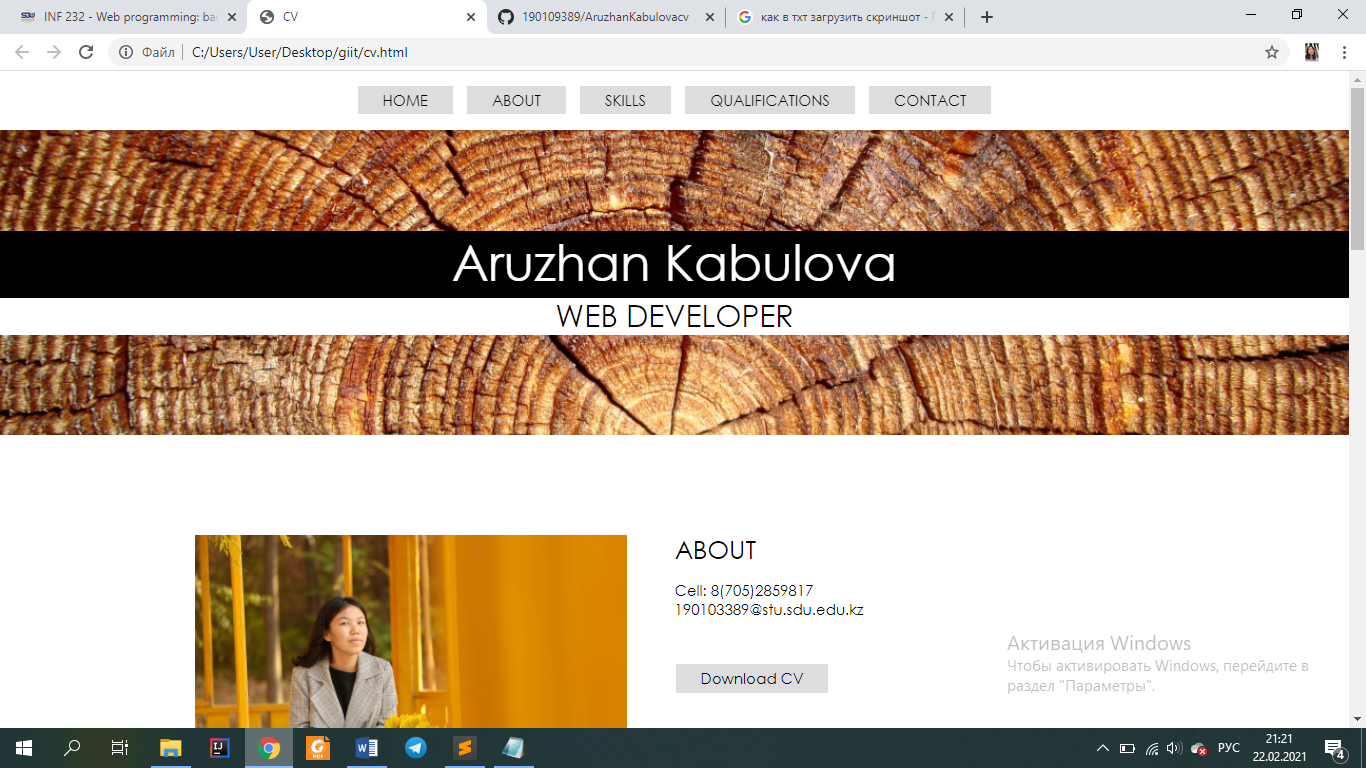 INF 232 - Web programming: bac
CV
190109389/AruzhanKabulovacv
как в тхт загрузить скриншот - П
Файл
C:/Users/User/Desktop/giit/cv.html
HOME
ABOUT
SKILLS
QUALIFICATIONS
CONTACT
Aruzhan Kabulova
WEB DEVELOPER
ABOUT
Cell: 8(705)2859817
190103389@stu.sdu.edu.kz
Download CV
Активация Windows
Чтобы активировать Windows, перейдите в
раздел "Параметры".
РУС
21:21
22.02.2021
4